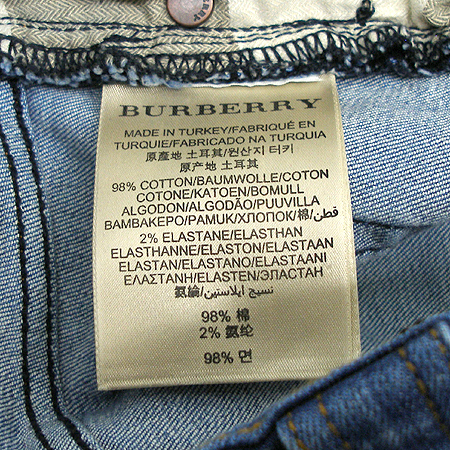 BURBERRY
BURBERRY
MADE IN TURKEY/FABRIQUÉ EN
TURQUIE/FABRICADO NA TURQUIA
原產地 土耳其/원산지 터키
原产地 土耳其
98% COTTON/BAUMWOLLE/COTON
COTONE/KATOEN/BOMULL
ALGODÓN/ALGODÃO/PUUVILLA
ΒΑΜΒΑΚΕΡΟ/PAMUK/ХЛОПОК/棉/قطن
2% ELASTANE/ELASTHAN
ELASTHANNE/ELASTON/ELASTAAN
ELASTAN/ELASTANO/ELASTAANI
ΕΛΑΣΤΑΝΗ/ELASTEN/ЭЛАСТАН
氨綸/نسيج ايلاستين
98% 棉
2% 氨纶
98% 면